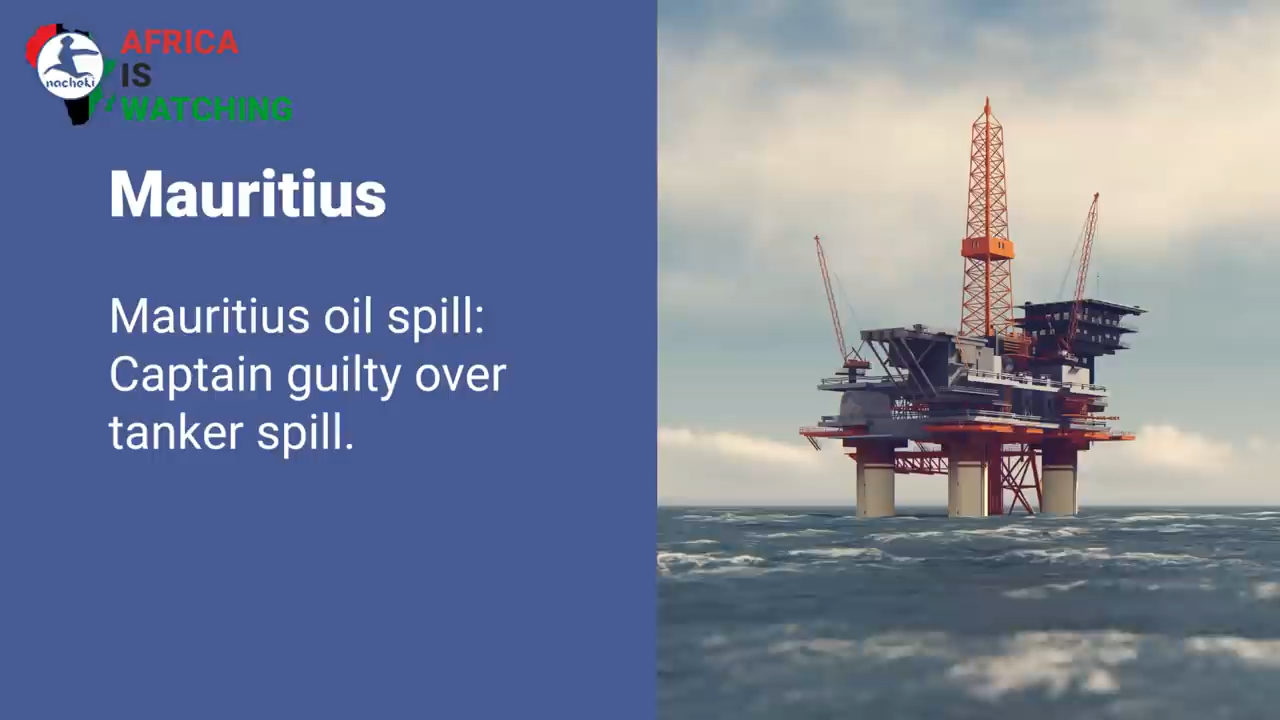 nacheki
AFRICA
IS
WATCHING
Mauritius
Mauritius oil spill:
Captain guilty over
tanker spill.